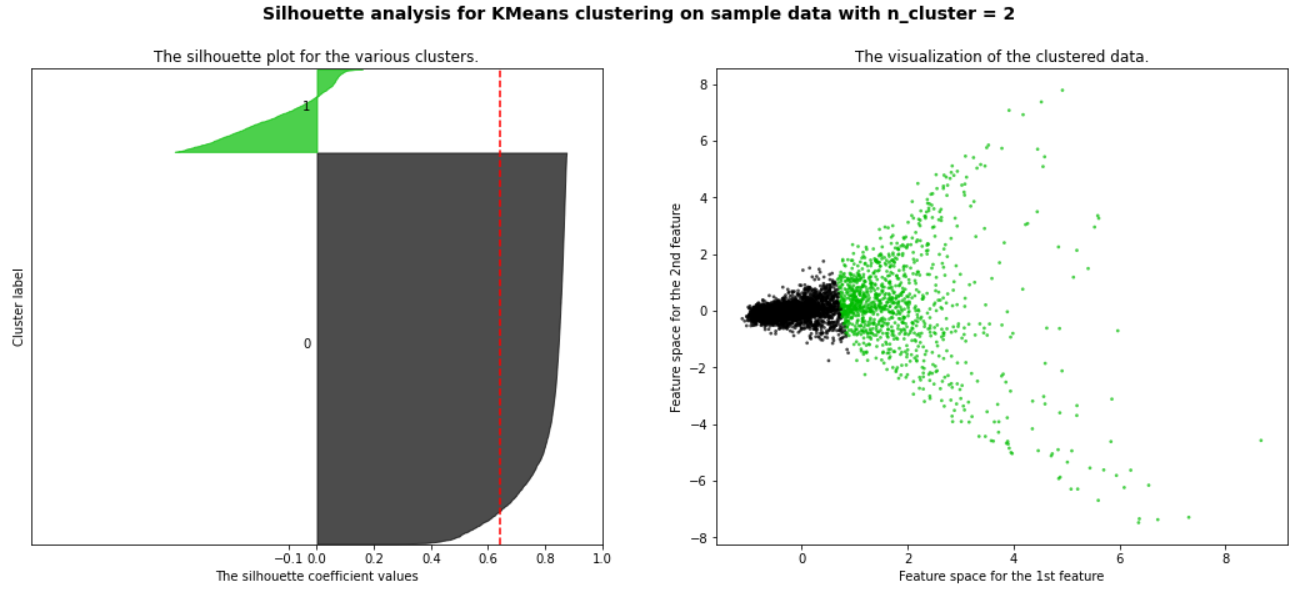 Silhouette analysis for KMeans clustering on sample data with n_cluster = 2
The silhouette plot for the various clusters.
1
0
Cluster label
−0.1 0.0 0.2 0.4 0.6 0.8 1.0
The silhouette coefficient values
The visualization of the clustered data.
8
6
4
2
0
−2
−4
−6
−8
Feature space for the 2nd feature
0 2 4 6 8
Feature space for the 1st feature